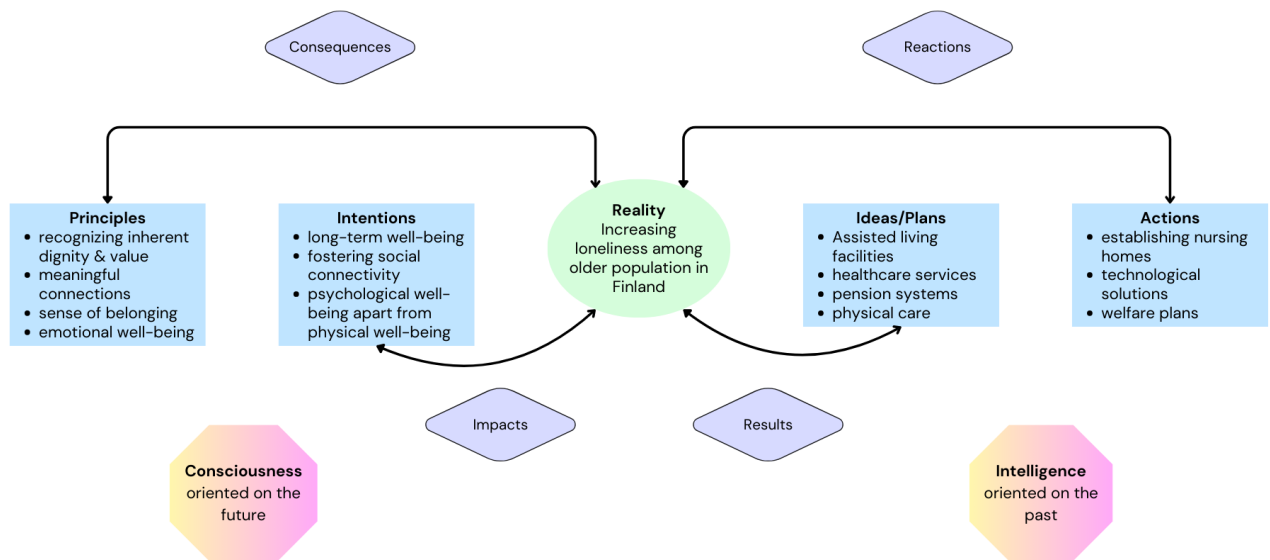 Consequences
Reactions
Principles
• recognizing inherent
dignity & value
• meaningful
connections
• sense of belonging
• emotional well-being
Intentions
• long-term well-being
• fostering social
connectivity
• psychological well-
being apart from
physical well-being
Reality
Increasing
loneliness among
older population in
Finland
Ideas/Plans
• Assisted living
facilities
• healthcare services
• pension systems
• physical care
Actions
• establishing nursing
homes
• technological
solutions
• welfare plans
Impacts
Results
Consciousness
oriented on the
future
Intelligence
oriented on the
past